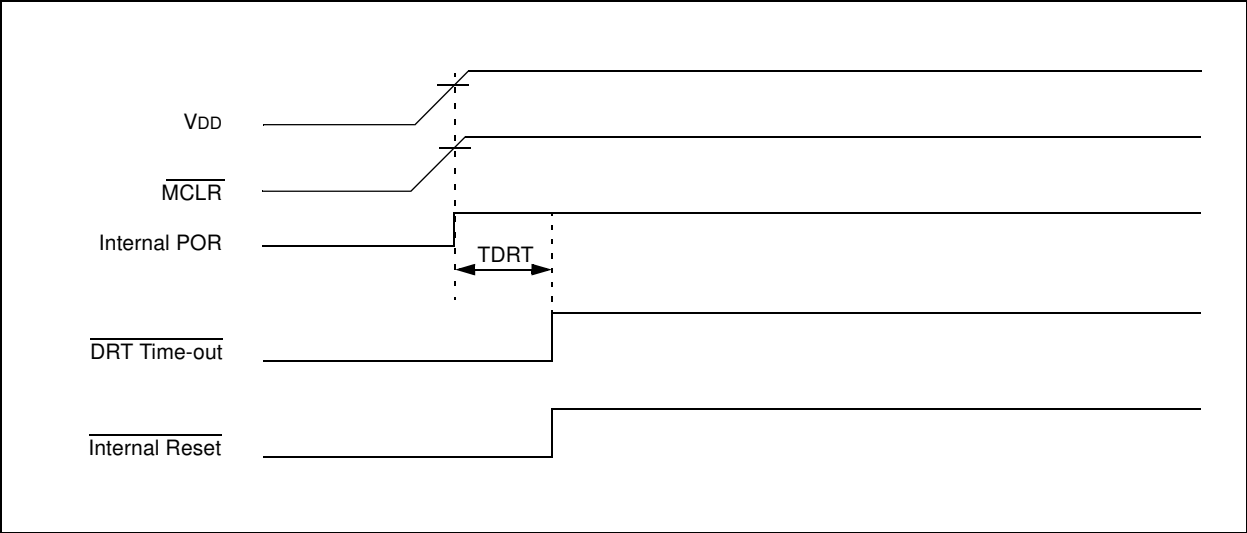 VDD
MCLR
Internal POR
TDRT
DRT Time-out
Internal Reset